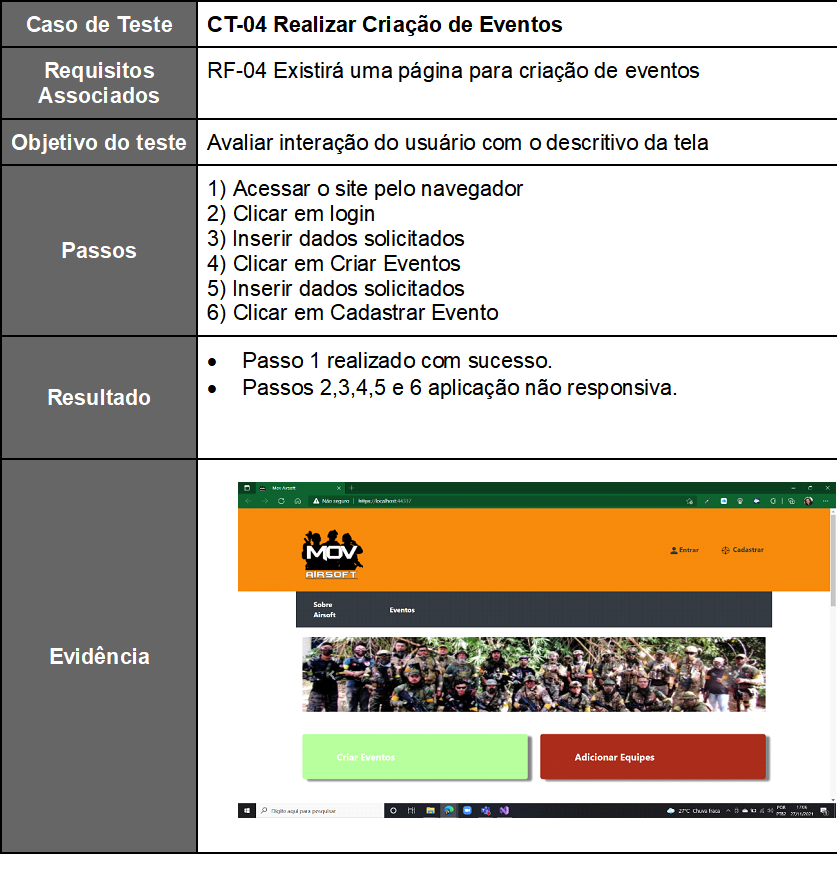 Caso de Teste
CT-04 Realizar Criação de Eventos
Requisitos
Associados
RF-04 Existirá uma página para criação de eventos
Objetivo do teste
Avaliar interação do usuário com o descritivo da tela
Passos
1) Acessar o site pelo navegador
2) Clicar em login
3) Inserir dados solicitados
4) Clicar em Criar Eventos
5) Inserir dados solicitados
6) Clicar em Cadastrar Evento
Resultado
• Passo 1 realizado com sucesso.
• Passos 2,3,4,5 e 6 aplicação não responsiva.
Evidência
Mov Airsoft
Não seguro | https://localhost:44337
MOV
AIRSOFT
Entrar
Cadastrar
Sobre
Airsoft
Eventos
Criar Eventos
Adicionar Equipes
Digite aqui para pesquisar
27°C Chuva fraca
POR
PTB2
17:06
27/11/2021